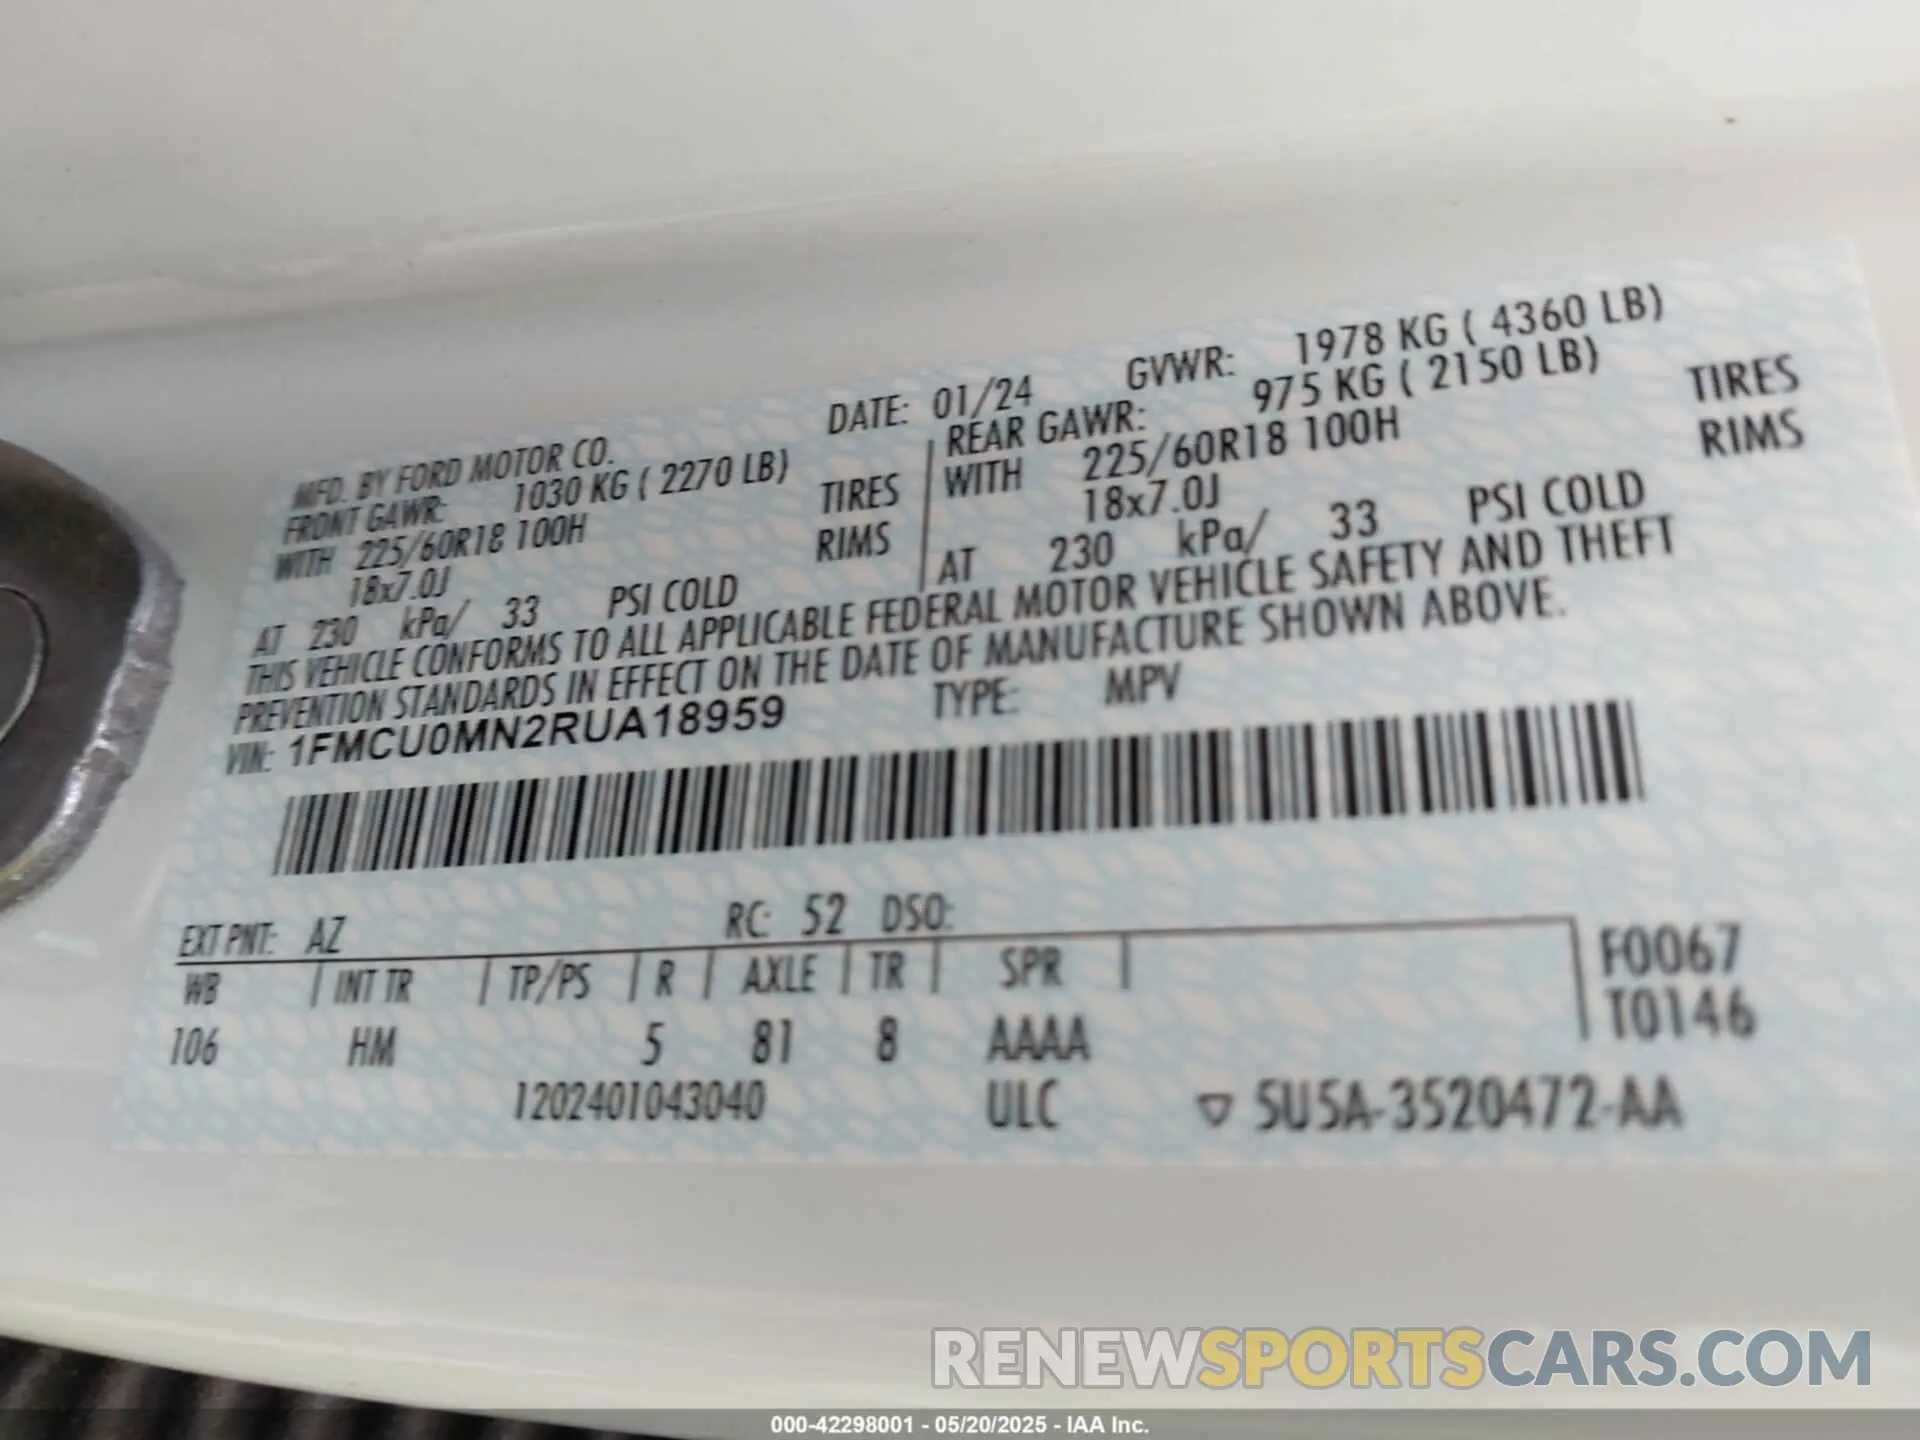 MFD. BY FORD MOTOR CO. DATE: 01/24 GVWR: 1978 KG ( 4360 LB)
FRONT GAWR: 1030 KG ( 2270 LB) REAR GAWR: 975 KG ( 2150 LB)
WITH 225/60R18 100H TIRES WITH 225/60R18 100H TIRES
18x7.0J RIMS 18x7.0J RIMS
AT 230 kPa/ 33 PSI COLD AT 230 kPa/ 33 PSI COLD
THIS VEHICLE CONFORMS TO ALL APPLICABLE FEDERAL MOTOR VEHICLE SAFETY AND THEFT
PREVENTION STANDARDS IN EFFECT ON THE DATE OF MANUFACTURE SHOWN ABOVE.
VIN: 1FMCU0MN2RUA18959 TYPE: MPV
EXT PNT: AZ RC: 52 DSO:
WB INT TR TP/PS R AXLE TR SPR F0067
106 HM 5 81 8 AAAA T0146
1202401043040 ULC ▽ 5U5A-3520472-AA
RENEWSPORTSCARS.COM
000-42298001 - 05/20/2025 - IAA Inc.